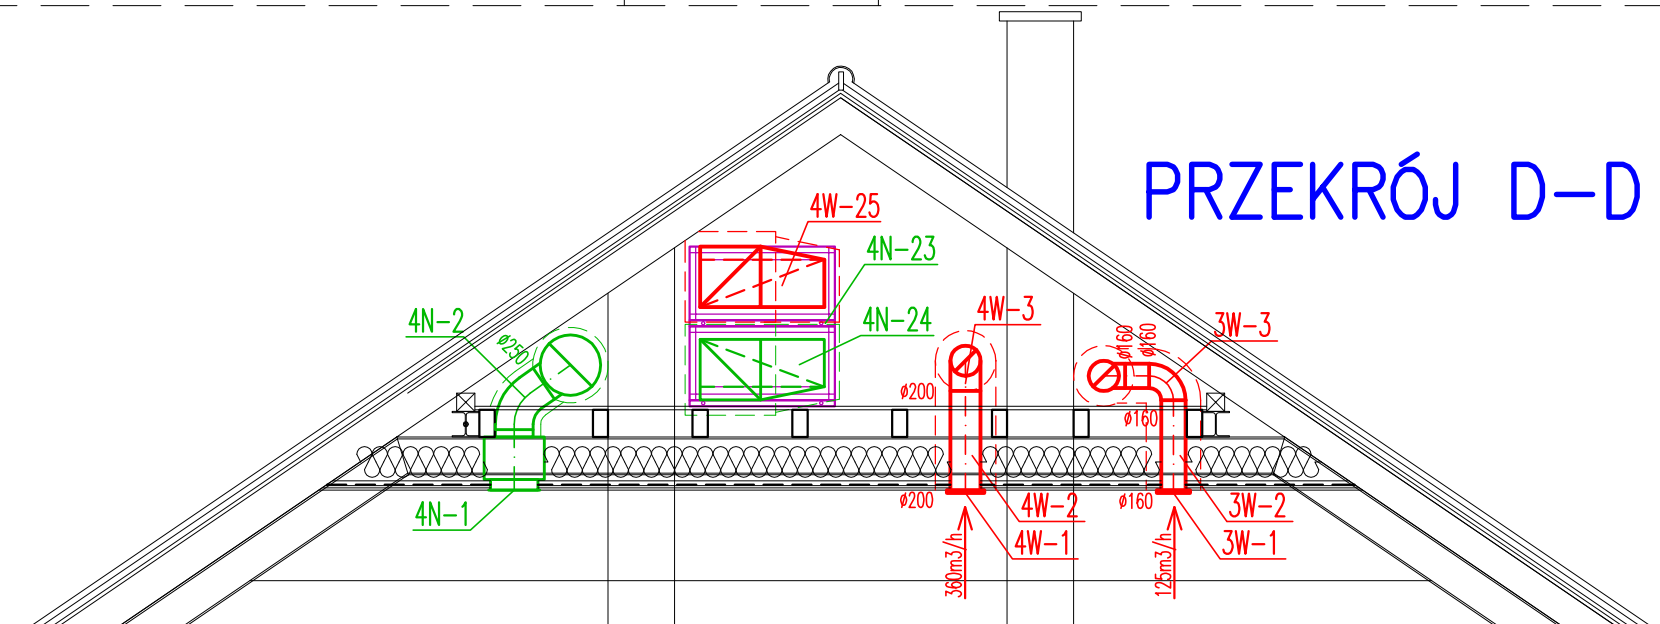 PRZEKRÓJ D-D
4W-25
4N-23
4N-24
4N-2
ø250
4N-1
4W-3
ø200
ø200
4W-2
4W-1
360m3/h
3W-3
ø160
ø160
ø160
ø160
3W-2
3W-1
125m3/h